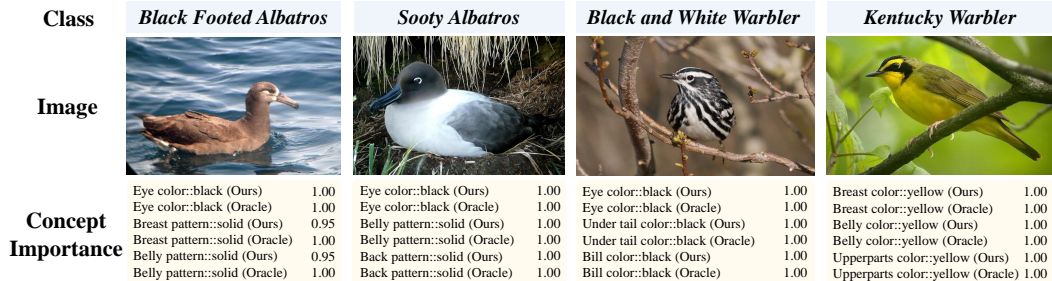 Class Black Footed Albatros Sooty Albatros Black and White Warbler Kentucky Warbler
Image
Concept Importance
Eye color::black (Ours) 1.00
Eye color::black (Oracle) 1.00
Breast pattern::solid (Ours) 0.95
Breast pattern::solid (Oracle) 1.00
Belly pattern::solid (Ours) 0.95
Belly pattern::solid (Oracle) 1.00
Eye color::black (Ours) 1.00
Eye color::black (Oracle) 1.00
Belly pattern::solid (Ours) 1.00
Belly pattern::solid (Oracle) 1.00
Back pattern::solid (Ours) 1.00
Back pattern::solid (Oracle) 1.00
Eye color::black (Ours) 1.00
Eye color::black (Oracle) 1.00
Under tail color::black (Ours) 1.00
Under tail color::black (Oracle) 1.00
Bill color::black (Ours) 1.00
Bill color::black (Oracle) 1.00
Breast color::yellow (Ours) 1.00
Breast color::yellow (Oracle) 1.00
Belly color::yellow (Ours) 1.00
Belly color::yellow (Oracle) 1.00
Upperparts color::yellow (Ours) 1.00
Upperparts color::yellow (Oracle) 1.00